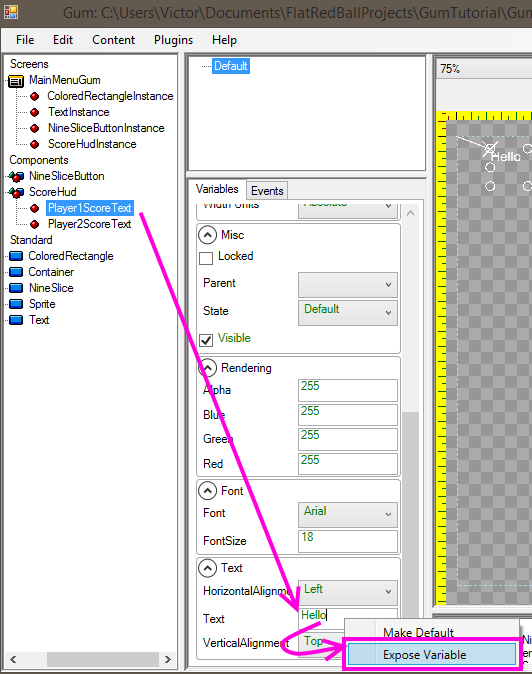 Gum: C:\Users\Victor\Documents\FlatRedBallProjects\GumTutorial\Gum
File Edit Content Plugins Help
Screens
MainMenuGum
ColoredRectangleInstance
TextInstance
NineSliceButtonInstance
ScoreHudInstance
Components
NineSliceButton
ScoreHud
Player1ScoreText
Player2ScoreText
Standard
ColoredRectangle
Container
NineSlice
Sprite
Text
Default
Variables Events
Width Units Absolute
Misc
Locked
Parent
State Default
Visible
Rendering
Alpha 255
Blue 255
Green 255
Red 255
Font
Font Arial
FontSize 18
Text
HorizontalAlignme Left
Text Hello
VerticalAlignment Top
Make Default
Expose Variable
75%
Hello
Ni